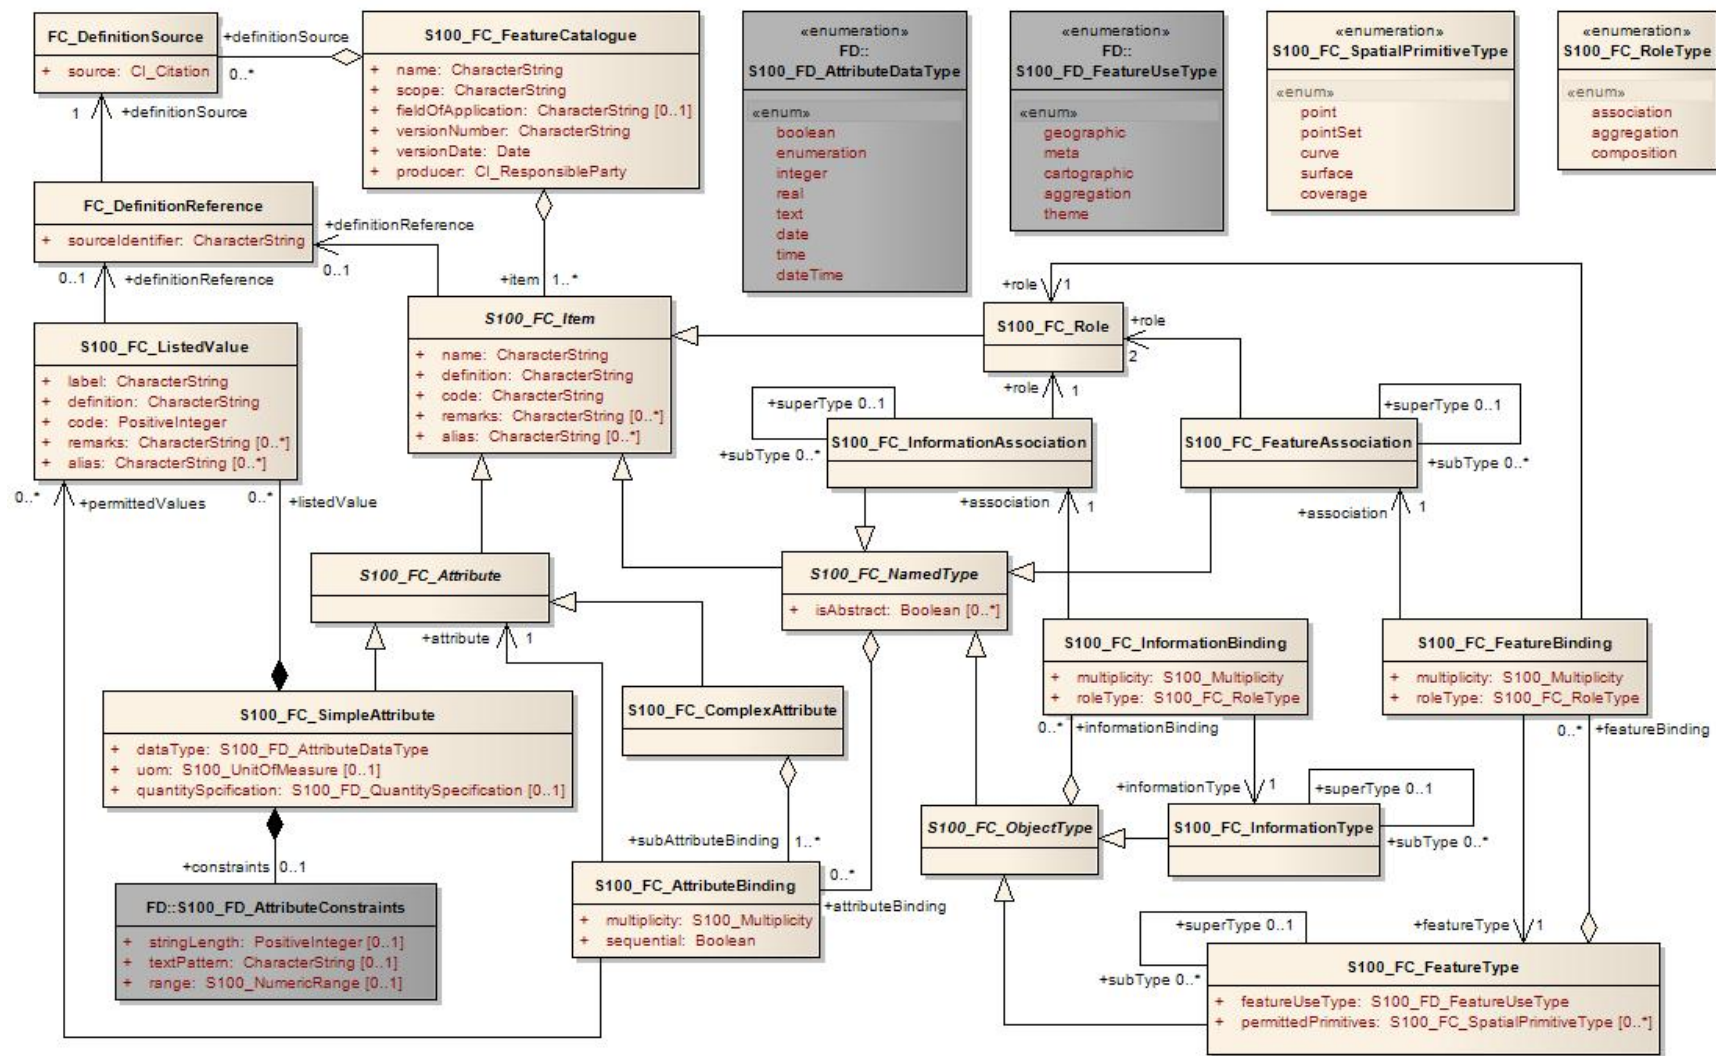 FC_DefinitionSource
+ source: CI_Citation
+definitionSource
0..*
S100_FC_FeatureCatalogue
+ name: CharacterString
+ scope: CharacterString
+ fieldOfApplication: CharacterString [0..1]
+ versionNumber: CharacterString
+ versionDate: Date
+ producer: CI_ResponsibleParty
«enumeration»
FD::
S100_FD_AttributeDataType
«enum»
boolean
enumeration
integer
real
text
date
time
dateTime
«enumeration»
FD::
S100_FD_FeatureUseType
«enum»
geographic
meta
cartographic
aggregation
theme
«enumeration»
S100_FC_SpatialPrimitiveType
«enum»
point
pointSet
curve
surface
coverage
«enumeration»
S100_FC_RoleType
«enum»
association
aggregation
composition
1
+definitionSource
FC_DefinitionReference
+ sourceIdentifier: CharacterString
+definitionReference
0..1
0..1
+definitionReference
+item
1..*
S100_FC_Item
+ name: CharacterString
+ definition: CharacterString
+ code: CharacterString
+ remarks: CharacterString [0..*]
+ alias: CharacterString [0..*]
+role
1
S100_FC_Role
+role
2
+role
1
S100_FC_ListedValue
+ label: CharacterString
+ definition: CharacterString
+ code: PositiveInteger
+ remarks: CharacterString [0..*]
+ alias: CharacterString [0..*]
0..*
+permittedValues
0..*
+listedValue
+superType 0..1
S100_FC_InformationAssociation
+subType 0..*
+superType 0..1
S100_FC_FeatureAssociation
+subType 0..*
+association
1
+association
1
S100_FC_Attribute
+attribute
1
S100_FC_NamedType
+ isAbstract: Boolean [0..*]
S100_FC_InformationBinding
+ multiplicity: S100_Multiplicity
+ roleType: S100_FC_RoleType
0..*
+informationBinding
S100_FC_FeatureBinding
+ multiplicity: S100_Multiplicity
+ roleType: S100_FC_RoleType
0..*
+featureBinding
S100_FC_SimpleAttribute
+ dataType: S100_FD_AttributeDataType
+ uom: S100_UnitOfMeasure [0..1]
+ quantitySpcification: S100_FD_QuantitySpecification [0..1]
S100_FC_ComplexAttribute
+subAttributeBinding
1..*
+informationType
1
+superType 0..1
S100_FC_ObjectType
S100_FC_InformationType
+subType 0..*
+constraints
0..1
FD::S100_FD_AttributeConstraints
+ stringLength: PositiveInteger [0..1]
+ textPattern: CharacterString [0..1]
+ range: S100_NumericRange [0..1]
S100_FC_AttributeBinding
+ multiplicity: S100_Multiplicity
+ sequential: Boolean
0..*
+attributeBinding
+superType 0..1
+subType 0..*
+featureType
1
S100_FC_FeatureType
+ featureUseType: S100_FD_FeatureUseType
+ permittedPrimitives: S100_FC_SpatialPrimitiveType [0..*]